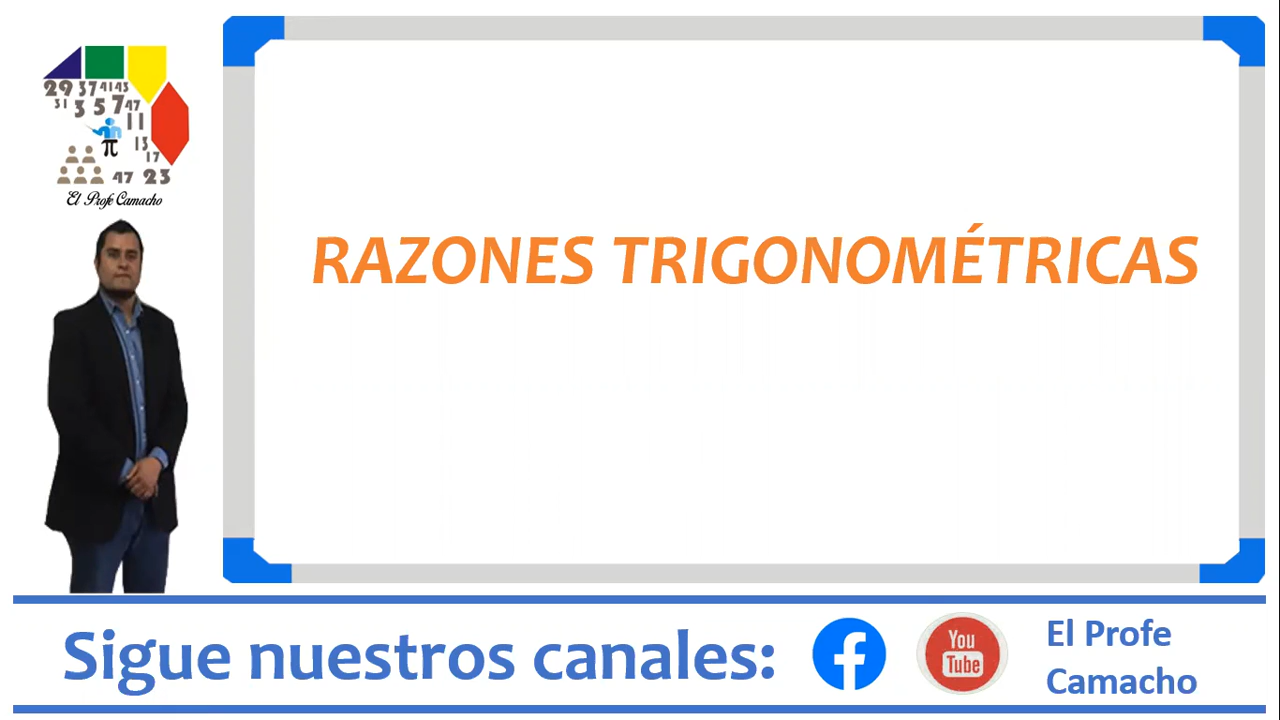 29 37 41 43
31 3 5 7 47
11
13
π
17
47 23
El Profe Camacho
RAZONES TRIGONOMÉTRICAS
Sigue nuestros canales:
f
You
Tube
El Profe
Camacho